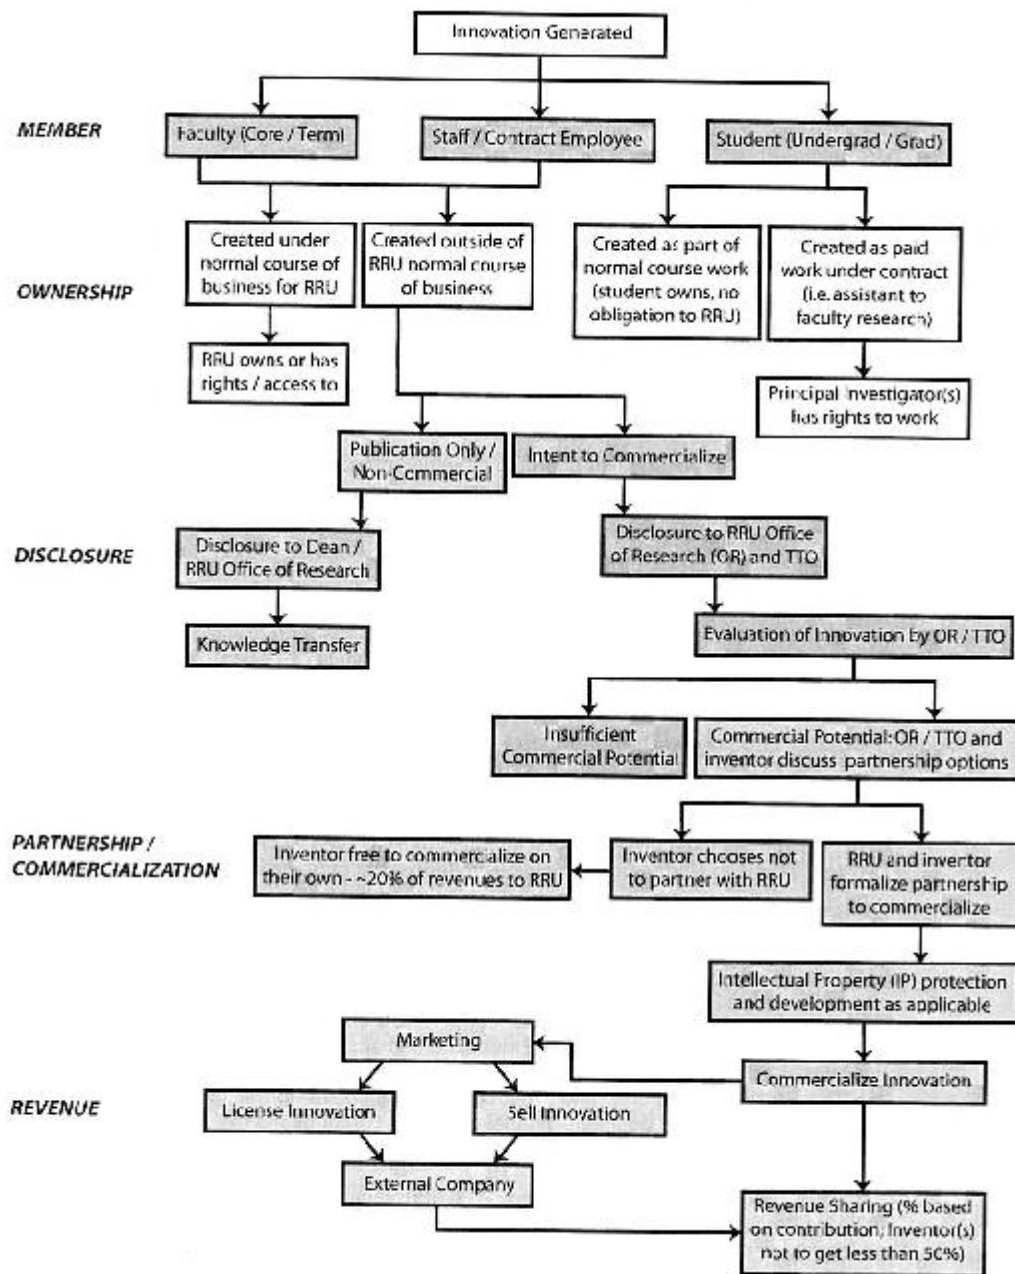 Innovation Generated
MEMBER
Faculty (Core / Term)
Staff / Contract Employee
Student (Undergrad / Grad)
OWNERSHIP
Created under
normal course of
business for RRU
Created outside of
RRU normal course
of business
Created as part of
normal course work
(student owns, no
obligation to RRU)
Created as paid
work under contract
(i.e. assistant to
faculty research)
RRU owns or has
rights / access to
Principal Investigator(s)
has rights to work
Publication Only /
Non-Commercial
Intent to Commercialize
DISCLOSURE
Disclosure to Dean /
RRU Office of Research
Disclosure to RRU Office
of Research (OR) and TTO
Knowledge Transfer
Evaluation of Innovation by OR / TTO
Insufficient
Commercial Potential
Commercial Potential: OR / TTO and
inventor discuss partnership options
PARTNERSHIP /
COMMERCIALIZATION
Inventor free to commercialize on
their own - ~20% of revenues to RRU
Inventor chooses not
to partner with RRU
RRU and inventor
formalize partnership
to commercialize
Intellectual Property (IP) protection
and development as applicable
Marketing
Commercialize Innovation
REVENUE
License Innovation
Sell Innovation
External Company
Revenue Sharing (% based
on contribution, Inventor(s)
not to get less than 50%)